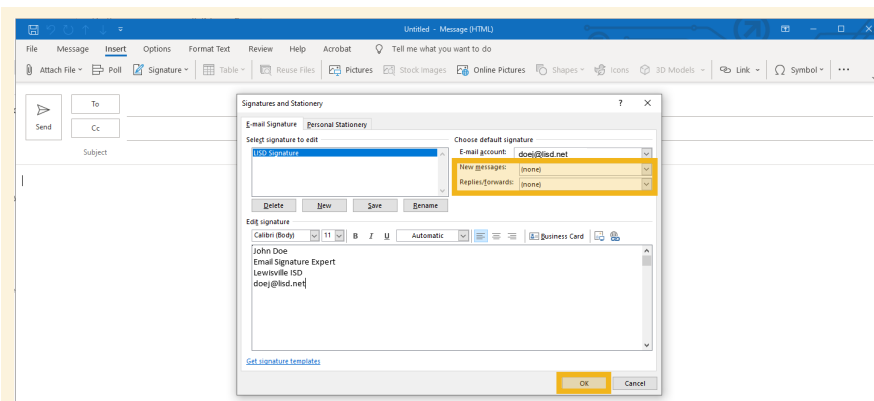 Untitled - Message (HTML)
File Message Insert Options Format Text Review Help Acrobat Tell me what you want to do
Attach File Poll Signature Table Reuse Files Pictures Stock Images Online Pictures Shapes Icons 3D Models Link Symbol
Send
To
Cc
Subject
Signatures and Stationery ? X
E-mail Signature Personal Stationery
Select signature to edit
LISD Signature
Delete New Save Rename
Choose default signature
E-mail account: doej@lisd.net
New messages: (none)
Replies/forwards: (none)
Edit signature
Calibri (Body) 11 B I U Automatic Business Card
John Doe
Email Signature Expert
Lewisville ISD
doej@lisd.net
Get signature templates
OK Cancel